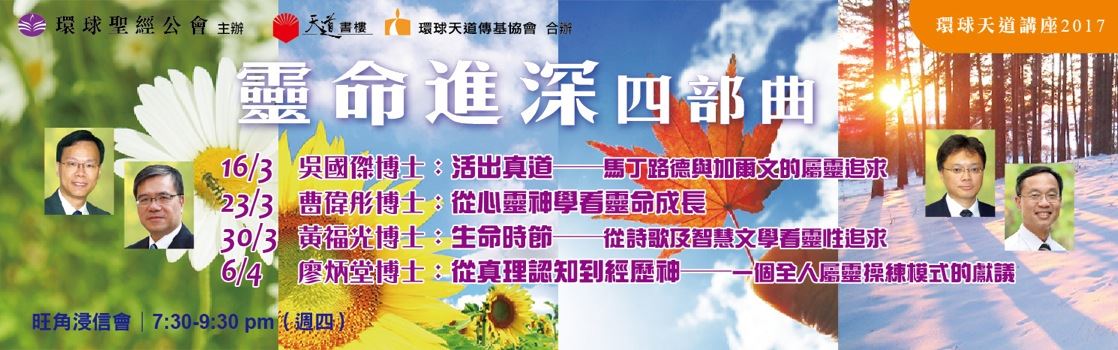 環球聖經公會 主辦 天道書樓 環球天道傳基協會 合辦
環球天道講座2017
靈命進深四部曲
16/3 吳國傑博士：活出真道——馬丁路德與加爾文的屬靈追求
23/3 曹偉彤博士：從心靈神學看靈命成長
30/3 黃福光博士：生命時節——從詩歌及智慧文學看靈性追求
6/4 廖炳堂博士：從真理認知到經歷神——一個全人屬靈操練模式的獻議
旺角浸信會｜7:30-9:30 pm（週四）